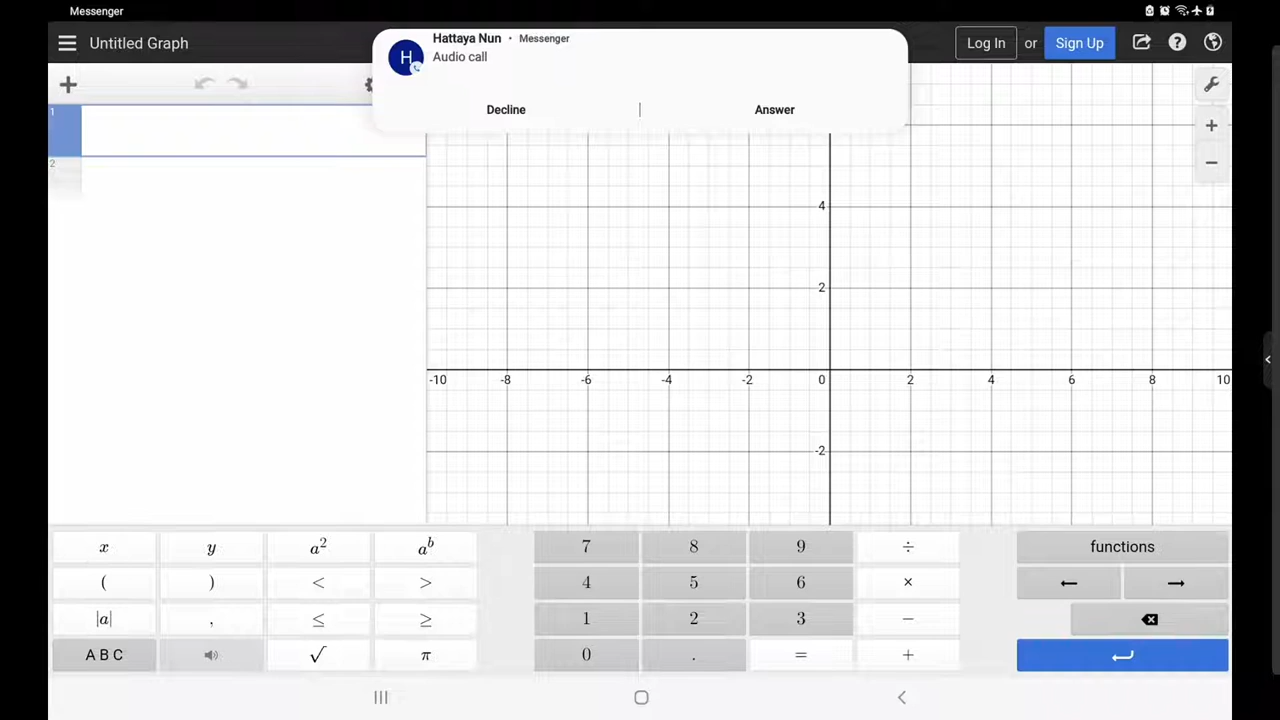 Messenger
Untitled Graph
Hattaya Nun • Messenger
Audio call
H
Decline
Answer
Log In or Sign Up
1
2
4
2
-10 -8 -6 -4 -2 0 2 4 6 8 10
-2
x y a² aᵇ 7 8 9 ÷ functions
( ) < > 4 5 6 × ← →
|a| , ≤ ≥ 1 2 3 −
A B C √ π 0 . = +